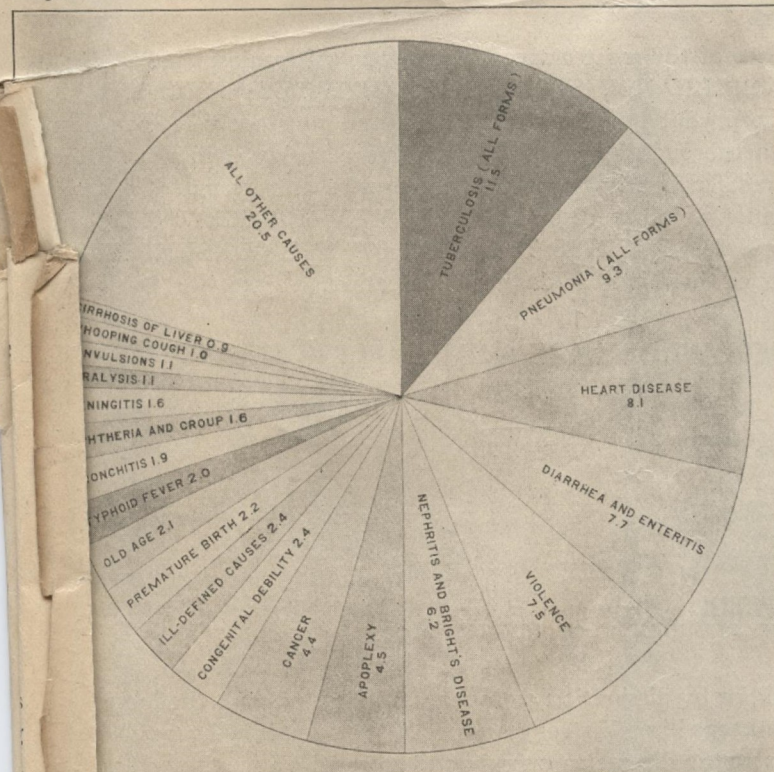 TUBERCULOSIS (ALL FORMS)
11.5
PNEUMONIA (ALL FORMS)
9.3
HEART DISEASE
8.1
DIARRHEA AND ENTERITIS
7.7
VIOLENCE
7.5
NEPHRITIS AND BRIGHT'S DISEASE
6.2
APOPLEXY
4.5
CANCER
4.4
CONGENITAL DEBILITY 2.4
ILL-DEFINED CAUSES 2.4
PREMATURE BIRTH 2.2
OLD AGE 2.1
YPHOID FEVER 2.0
ONCHITIS 1.9
HTHERIA AND CROUP 1.6
NINGITIS 1.6
RALYSIS 1.1
NVULSIONS 1.1
HOOPING COUGH 1.0
IRRHOSIS OF LIVER 0.9
ALL OTHER CAUSES
20.5